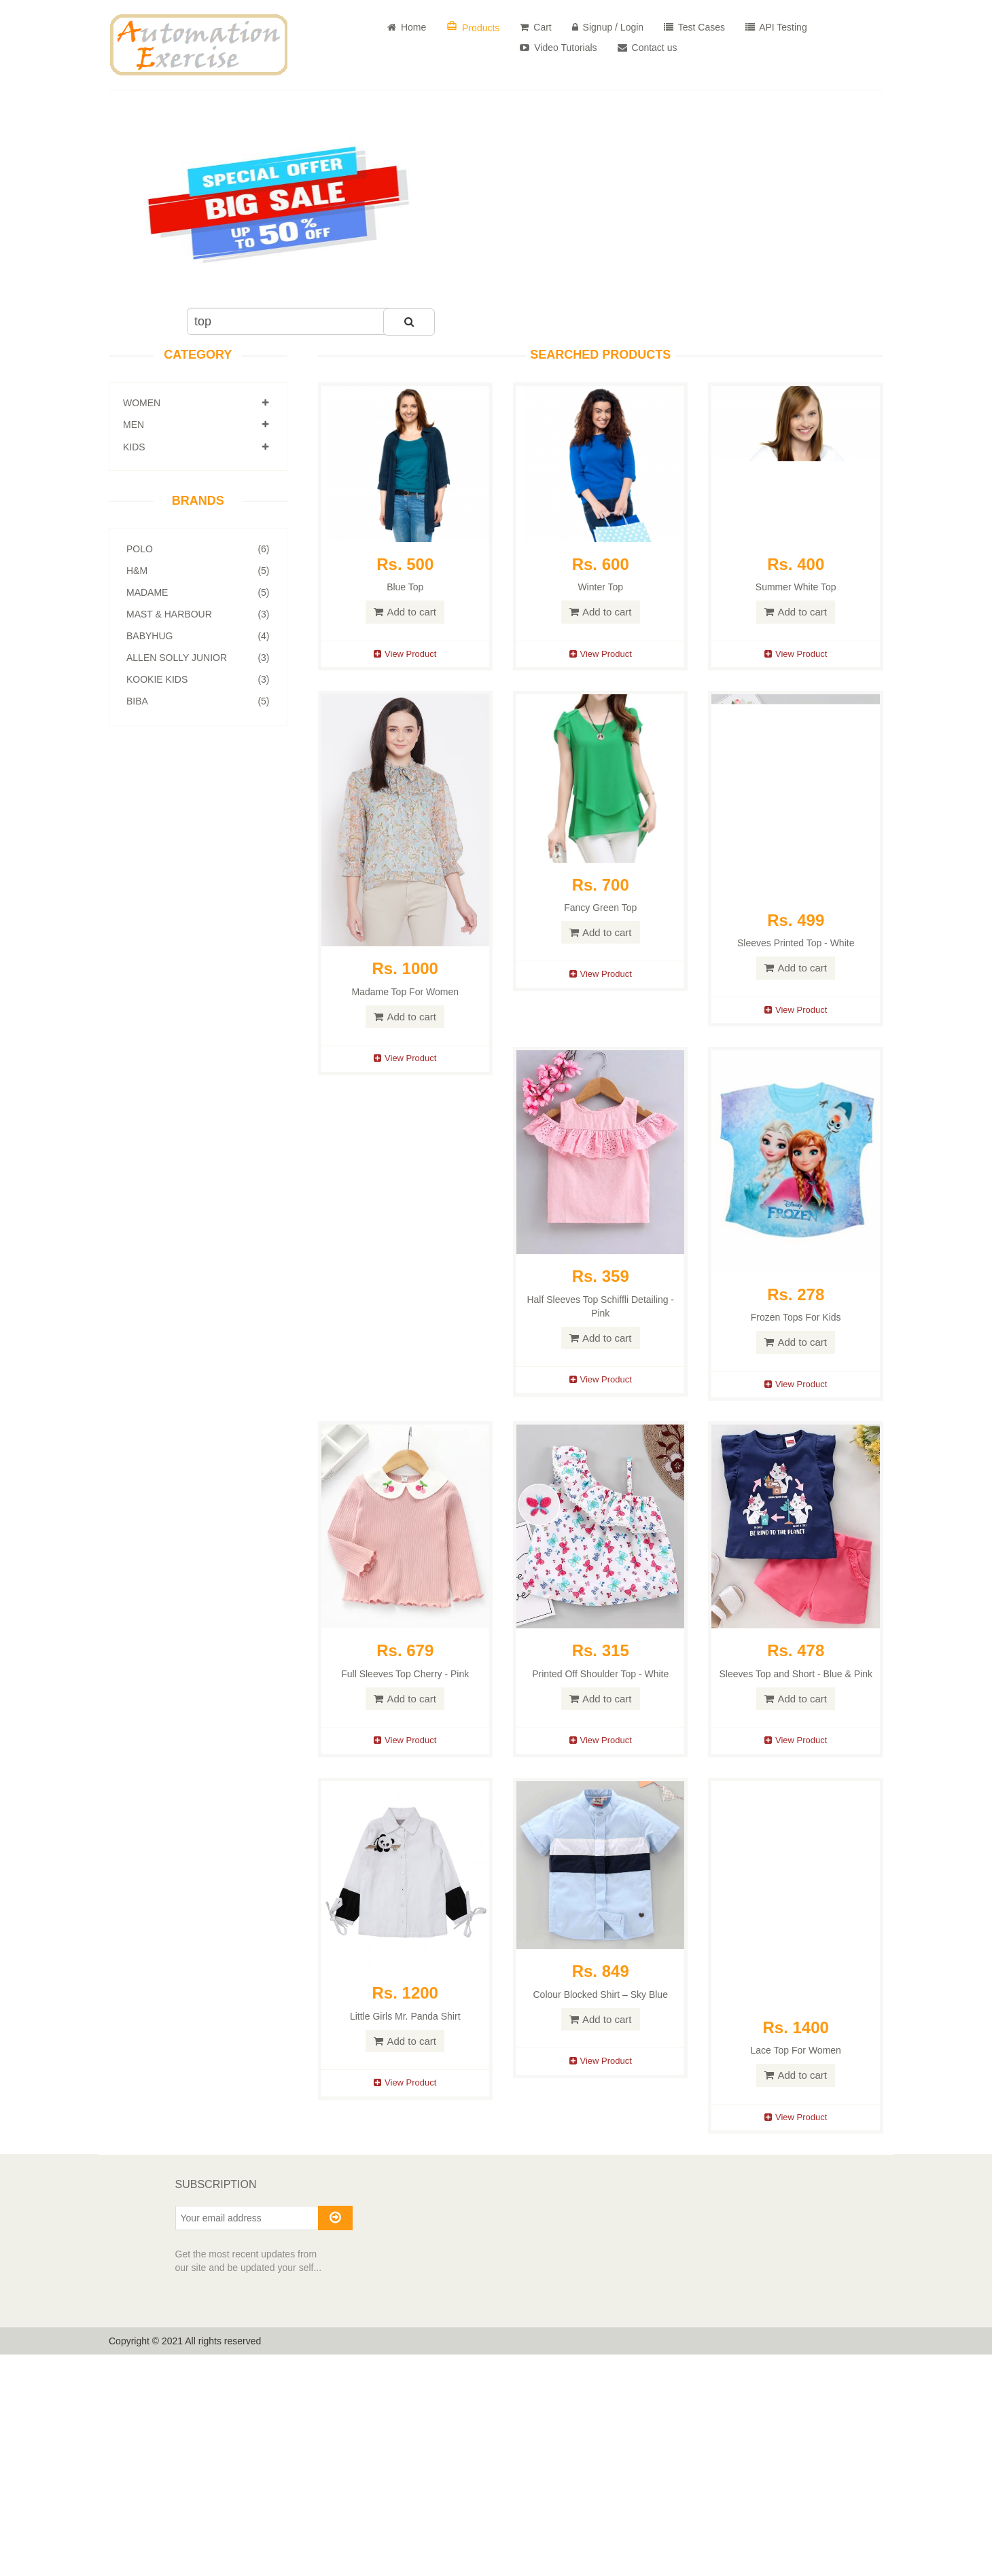 Automation
Exercise
Home
Products
Cart
Signup / Login
Test Cases
API Testing
Video Tutorials
Contact us
SPECIAL OFFER
BIG SALE
UP TO 50% OFF
top
CATEGORY
WOMEN
MEN
KIDS
BRANDS
POLO (6)
H&M (5)
MADAME (5)
MAST & HARBOUR (3)
BABYHUG (4)
ALLEN SOLLY JUNIOR (3)
KOOKIE KIDS (3)
BIBA (5)
SEARCHED PRODUCTS
Rs. 500
Blue Top
Add to cart
View Product
Rs. 600
Winter Top
Add to cart
View Product
Rs. 400
Summer White Top
Add to cart
View Product
Rs. 1000
Madame Top For Women
Add to cart
View Product
Rs. 700
Fancy Green Top
Add to cart
View Product
Rs. 499
Sleeves Printed Top - White
Add to cart
View Product
Rs. 359
Half Sleeves Top Schiffli Detailing -
Pink
Add to cart
View Product
Disney
FROZEN
Rs. 278
Frozen Tops For Kids
Add to cart
View Product
Rs. 679
Full Sleeves Top Cherry - Pink
Add to cart
View Product
Rs. 315
Printed Off Shoulder Top - White
Add to cart
View Product
BE KIND TO THE PLANET
Rs. 478
Sleeves Top and Short - Blue & Pink
Add to cart
View Product
Rs. 1200
Little Girls Mr. Panda Shirt
Add to cart
View Product
Rs. 849
Colour Blocked Shirt – Sky Blue
Add to cart
View Product
Rs. 1400
Lace Top For Women
Add to cart
View Product
SUBSCRIPTION
Your email address
Get the most recent updates from
our site and be updated your self...
Copyright © 2021 All rights reserved